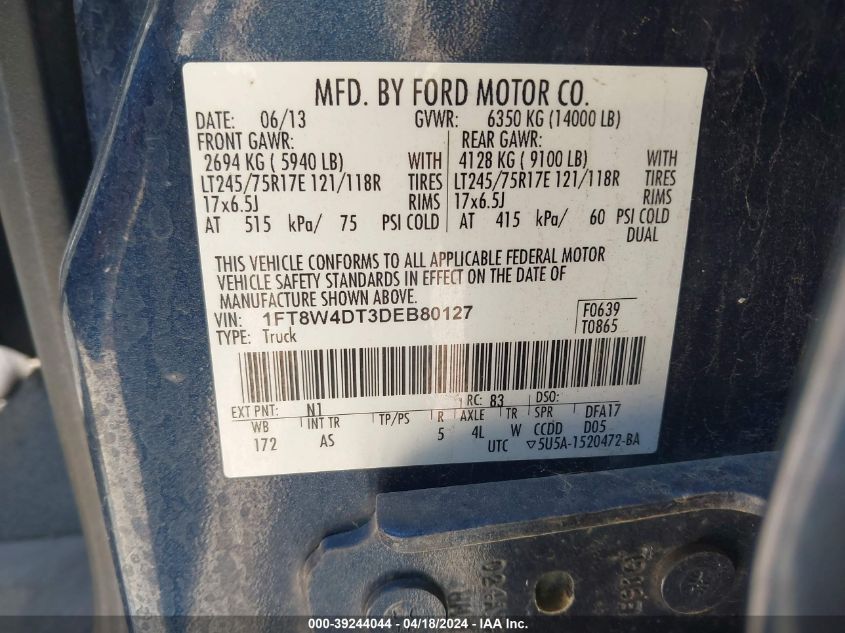 MFD. BY FORD MOTOR CO.
DATE: 06/13 GVWR: 6350 KG (14000 LB)
FRONT GAWR: REAR GAWR:
2694 KG ( 5940 LB) WITH 4128 KG ( 9100 LB) WITH
LT245/75R17E 121/118R TIRES LT245/75R17E 121/118R TIRES
17x6.5J RIMS 17x6.5J RIMS
AT 515 kPa/ 75 PSI COLD AT 415 kPa/ 60 PSI COLD
DUAL
THIS VEHICLE CONFORMS TO ALL APPLICABLE FEDERAL MOTOR
VEHICLE SAFETY STANDARDS IN EFFECT ON THE DATE OF
MANUFACTURE SHOWN ABOVE.
VIN: 1FT8W4DT3DEB80127 F0639
TYPE: Truck T0865
EXT PNT: N1 RC: 83 DSO:
WB INT TR TP/PS R AXLE TR SPR DFA17
172 AS 5 4L W CCDD D05
UTC ▽5U5A-1520472-BA
000-39244044 / 04/18/2024 - IAA Inc.